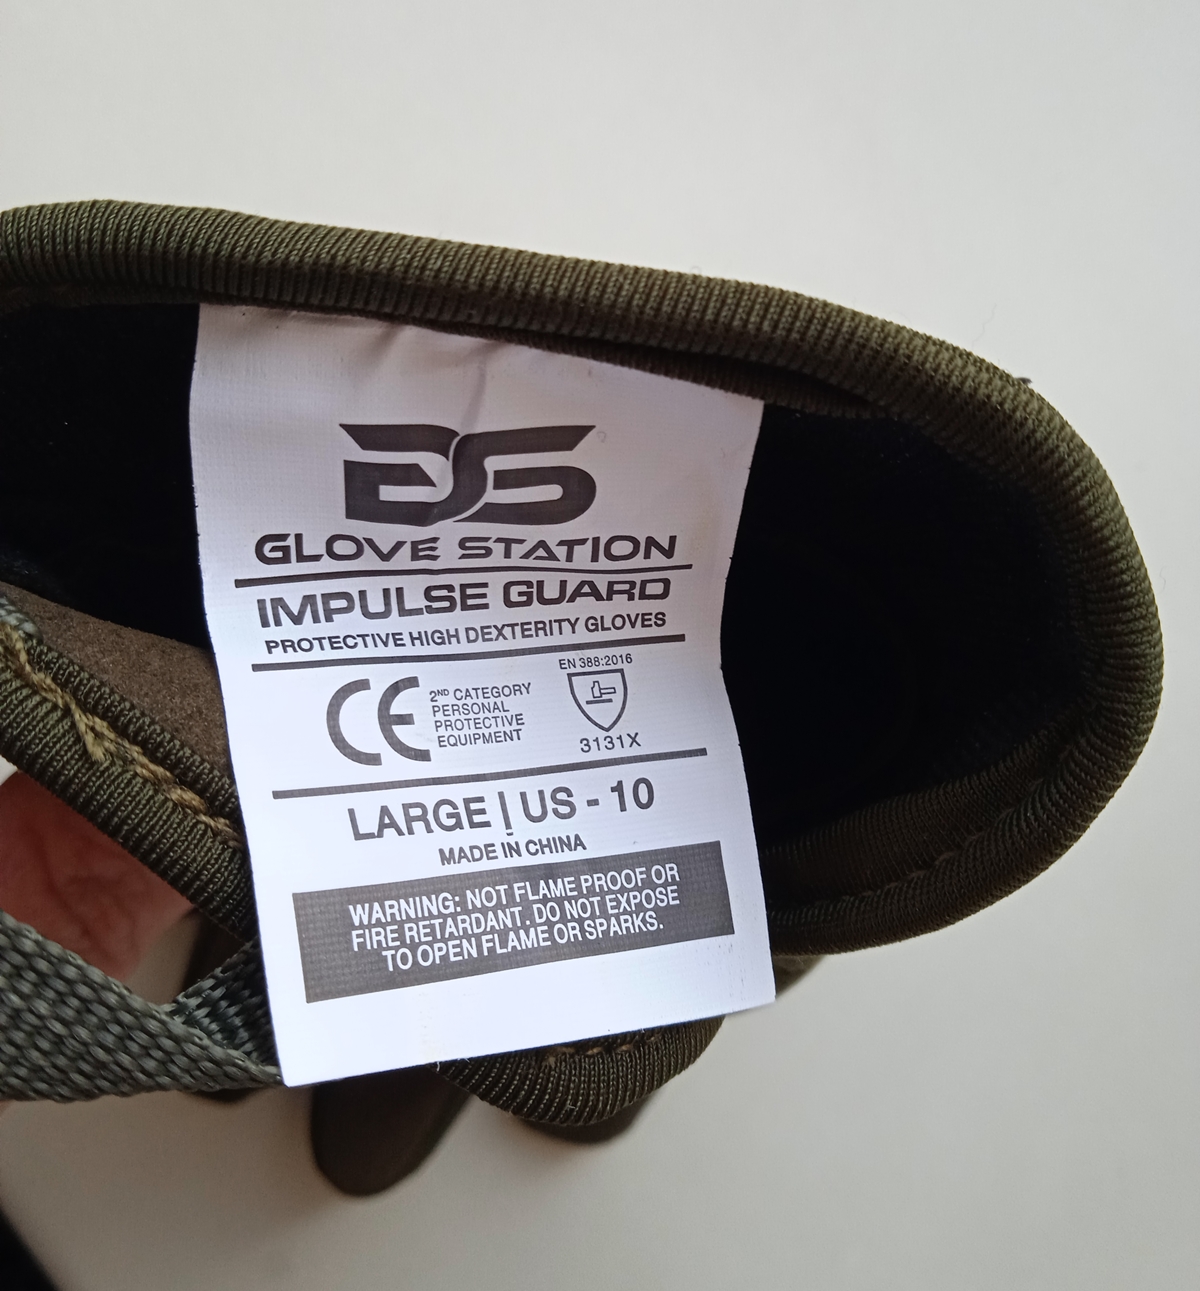 GS
GLOVE STATION
IMPULSE GUARD
PROTECTIVE HIGH DEXTERITY GLOVES
CE
2ND CATEGORY
PERSONAL
PROTECTIVE
EQUIPMENT
EN 388:2016
3131X
LARGE | US - 10
MADE IN CHINA
WARNING: NOT FLAME PROOF OR
FIRE RETARDANT. DO NOT EXPOSE
TO OPEN FLAME OR SPARKS.